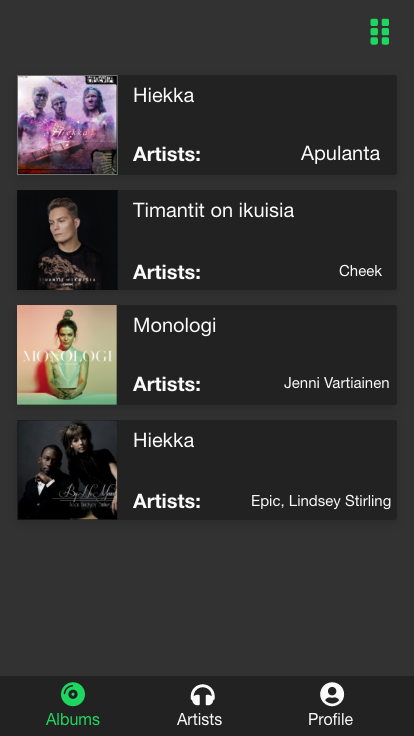 Hiekka
Hiekka
Artists: Apulanta
Timantit on ikuisia
Artists: Cheek
Monologi
MONOLOGI
Artists: Jenni Vartiainen
Hiekka
Artists: Epic, Lindsey Stirling
Albums Artists Profile